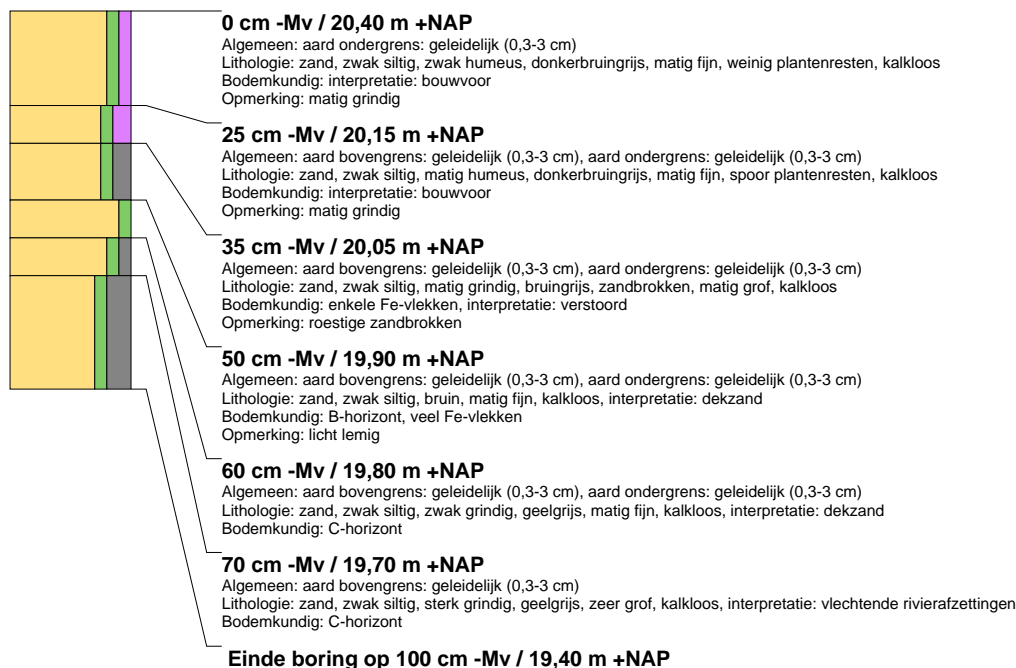 0 cm -Mv / 20,40 m +NAP
Algemeen: aard ondergrens: geleidelijk (0,3-3 cm)
Lithologie: zand, zwak siltig, zwak humeus, donkerbruingrijs, matig fijn, weinig plantenresten, kalkloos
Bodemkundig: interpretatie: bouwvoor
Opmerking: matig grindig
25 cm -Mv / 20,15 m +NAP
Algemeen: aard bovengrens: geleidelijk (0,3-3 cm), aard ondergrens: geleidelijk (0,3-3 cm)
Lithologie: zand, zwak siltig, matig humeus, donkerbruingrijs, matig fijn, spoor plantenresten, kalkloos
Bodemkundig: interpretatie: bouwvoor
Opmerking: matig grindig
35 cm -Mv / 20,05 m +NAP
Algemeen: aard bovengrens: geleidelijk (0,3-3 cm), aard ondergrens: geleidelijk (0,3-3 cm)
Lithologie: zand, zwak siltig, matig grindig, bruingrijs, zandbrokken, matig grof, kalkloos
Bodemkundig: enkele Fe-vlekken, interpretatie: verstoord
Opmerking: roestige zandbrokken
50 cm -Mv / 19,90 m +NAP
Algemeen: aard bovengrens: geleidelijk (0,3-3 cm), aard ondergrens: geleidelijk (0,3-3 cm)
Lithologie: zand, zwak siltig, bruin, matig fijn, kalkloos, interpretatie: dekzand
Bodemkundig: B-horizont, veel Fe-vlekken
Opmerking: licht lemig
60 cm -Mv / 19,80 m +NAP
Algemeen: aard bovengrens: geleidelijk (0,3-3 cm), aard ondergrens: geleidelijk (0,3-3 cm)
Lithologie: zand, zwak siltig, zwak grindig, geelgrijs, matig fijn, kalkloos, interpretatie: dekzand
Bodemkundig: C-horizont
70 cm -Mv / 19,70 m +NAP
Algemeen: aard bovengrens: geleidelijk (0,3-3 cm)
Lithologie: zand, zwak siltig, sterk grindig, geelgrijs, zeer grof, kalkloos, interpretatie: vlechtende rivierafzettingen
Bodemkundig: C-horizont
Einde boring op 100 cm -Mv / 19,40 m +NAP